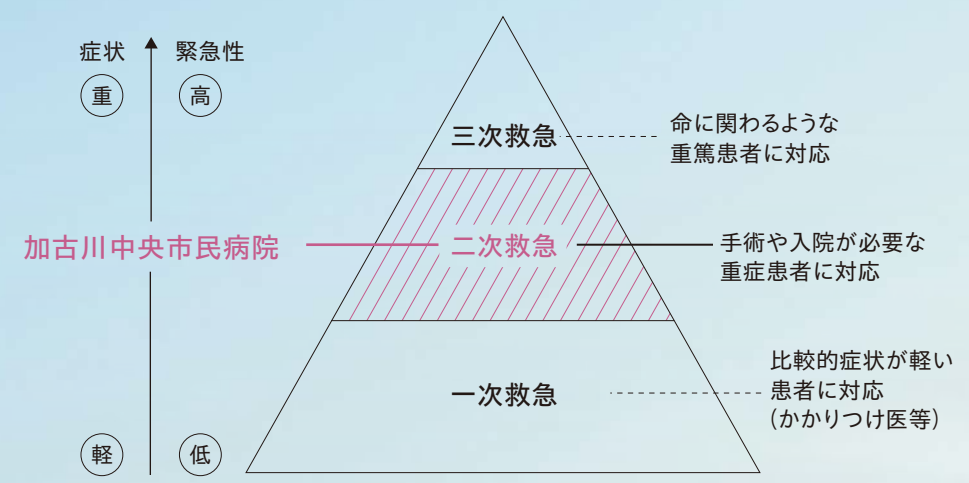 症状 緊急性
重 高
三次救急
命に関わるような
重篤患者に対応
加古川中央市民病院
二次救急
手術や入院が必要な
重症患者に対応
一次救急
比較的症状が軽い
患者に対応
(かかりつけ医等)
軽 低